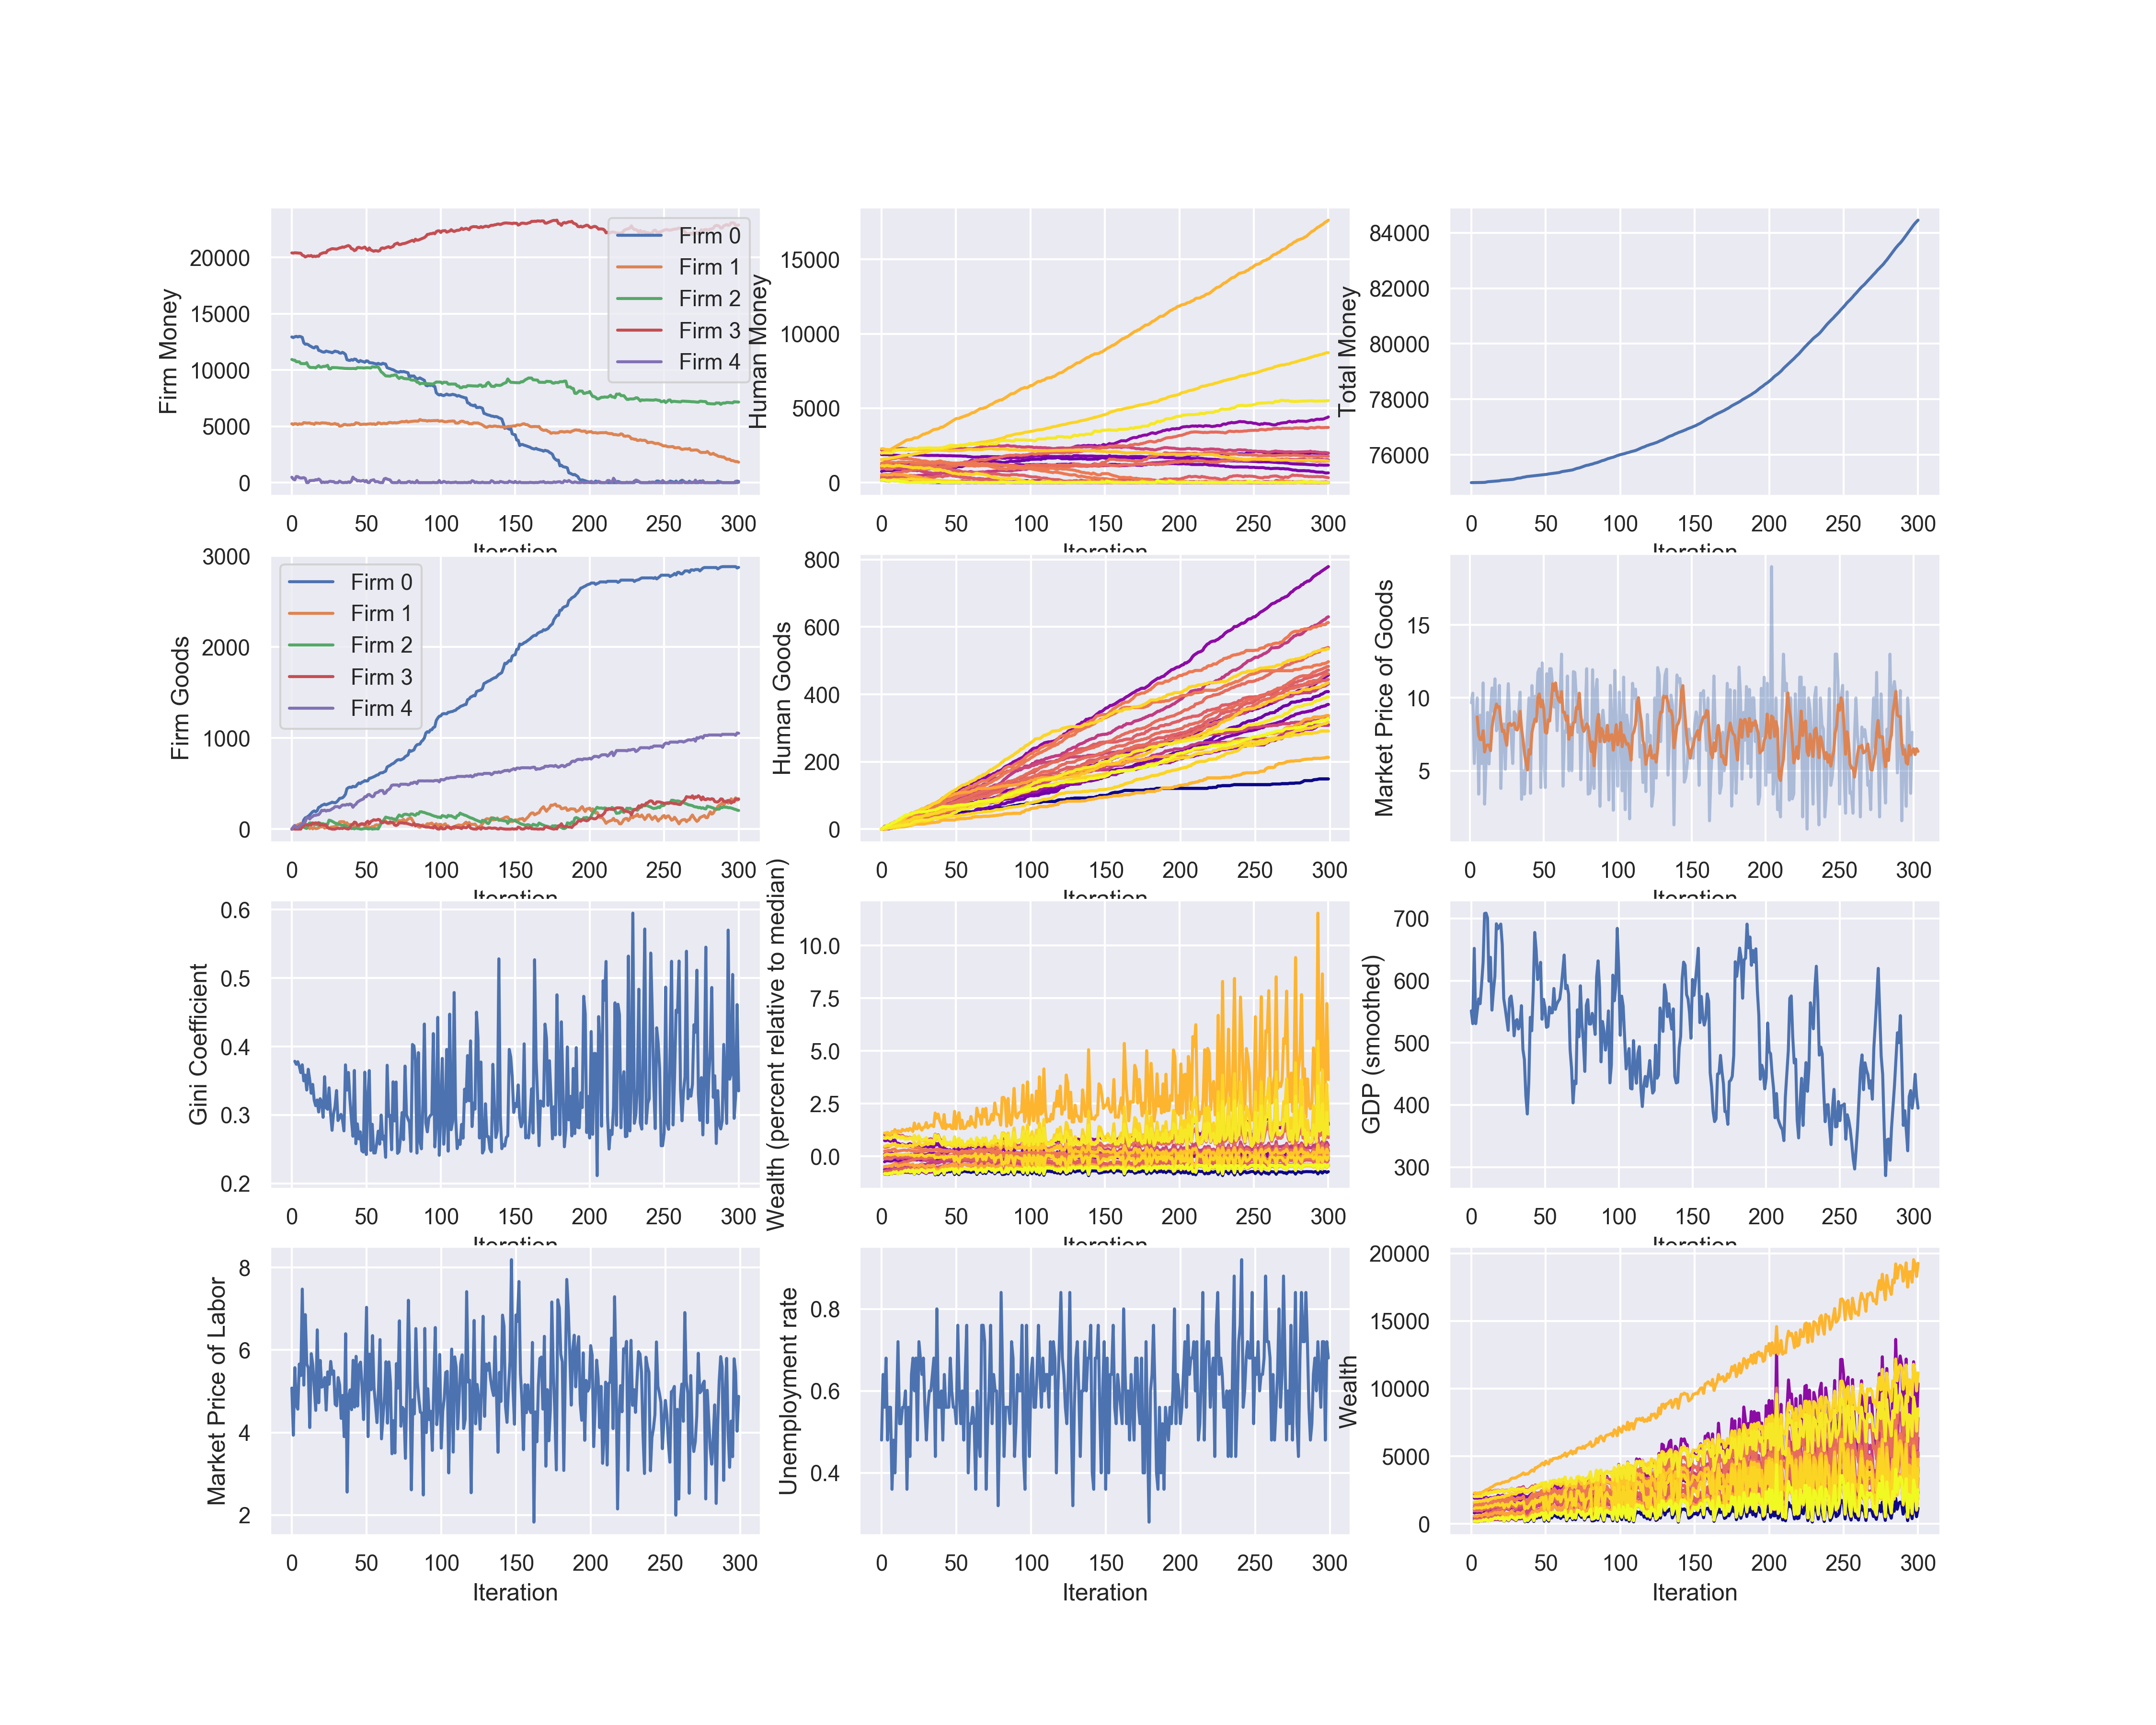 Firm Money
20000
15000
10000
5000
0
Firm 0
Firm 1
Firm 2
Firm 3
Firm 4
0 50 100 150 200 250 300
Iteration
Human Money
15000
10000
5000
0
0 50 100 150 200 250 300
Iteration
Total Money
84000
82000
80000
78000
76000
0 50 100 150 200 250 300
Iteration
Firm Goods
3000
2000
1000
0
Firm 0
Firm 1
Firm 2
Firm 3
Firm 4
0 50 100 150 200 250 300
Iteration
Human Goods
800
600
400
200
0
0 50 100 150 200 250 300
Iteration
Market Price of Goods
15
10
5
0 50 100 150 200 250 300
Iteration
Gini Coefficient
0.6
0.5
0.4
0.3
0.2
0 50 100 150 200 250 300
Iteration
Wealth (percent relative to median)
10.0
7.5
5.0
2.5
0.0
0 50 100 150 200 250 300
Iteration
GDP (smoothed)
700
600
500
400
300
0 50 100 150 200 250 300
Iteration
Market Price of Labor
8
6
4
2
0 50 100 150 200 250 300
Iteration
Unemployment rate
0.8
0.6
0.4
0 50 100 150 200 250 300
Iteration
Wealth
20000
15000
10000
5000
0
0 50 100 150 200 250 300
Iteration